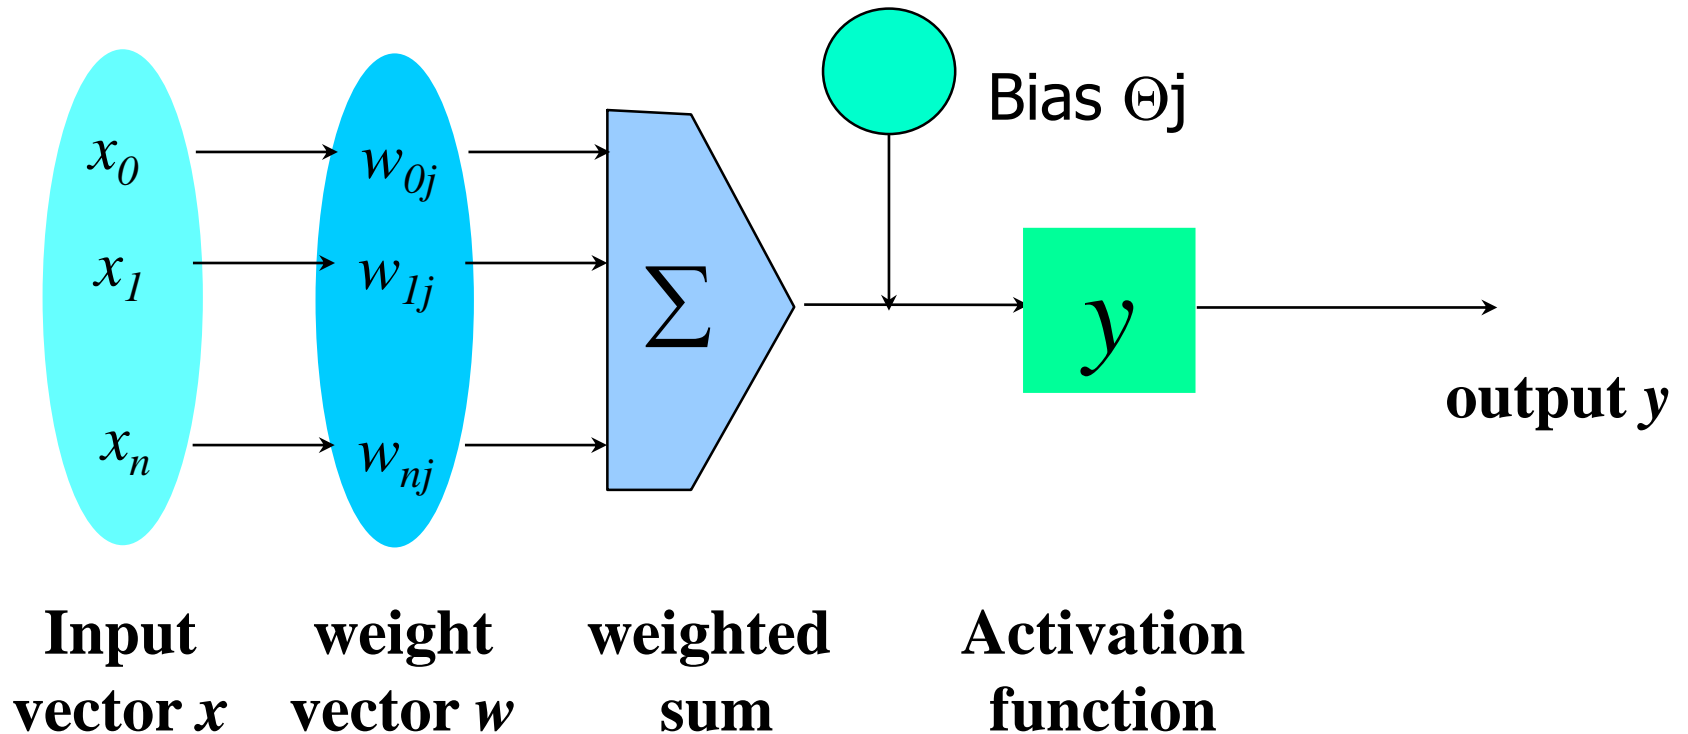 Bias Θj
x0
w0j
x1
w1j
Σ
y
output y
xn
wnj
Input vector x
weight vector w
weighted sum
Activation function